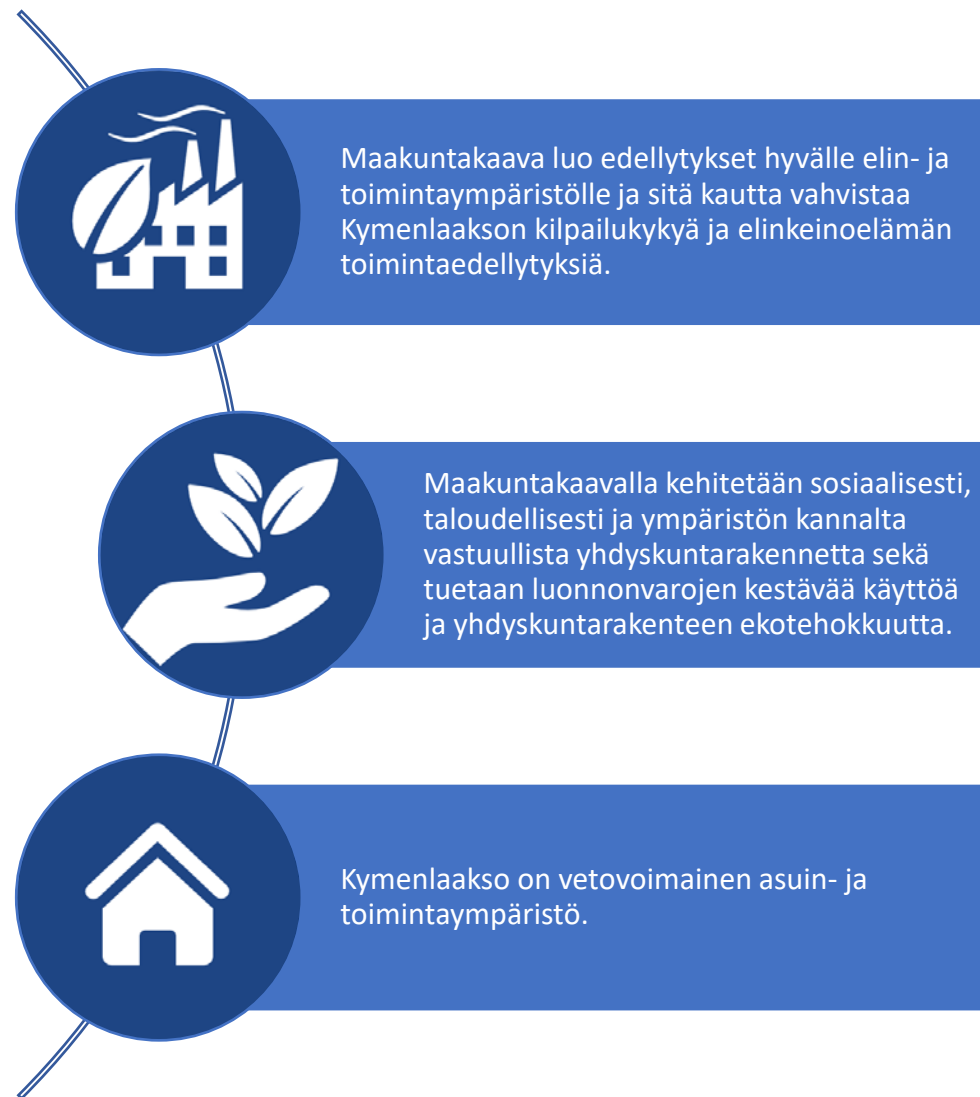 Maakuntakaava luo edellytykset hyvälle elin- ja
toimintaympäristölle ja sitä kautta vahvistaa
Kymenlaakson kilpailukykyä ja elinkeinoelämän
toimintaedellytyksiä.
Maakuntakaavalla kehitetään sosiaalisesti,
taloudellisesti ja ympäristön kannalta
vastuullista yhdyskuntarakennetta sekä
tuetaan luonnonvarojen kestävää käyttöä
ja yhdyskuntarakenteen ekotehokkuutta.
Kymenlaakso on vetovoimainen asuin- ja
toimintaympäristö.